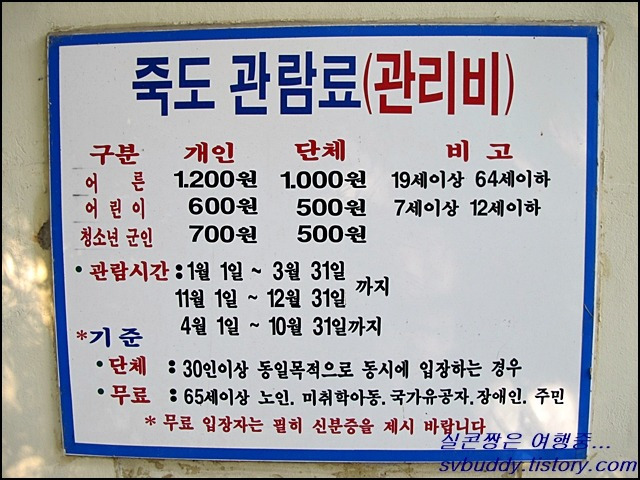 죽도 관람료(관리비)
구분 개인 단체 비고
어른 1.200원 1.000원 19세이상 64세이하
어린이 600원 500원 7세이상 12세이하
청소년 군인 700원 500원
• 관람시간 : 1월 1일 ~ 3월 31일
11월 1일 ~ 12월 31일 까지
4월 1일 ~ 10월 31일까지
*기준
• 단체 : 30인이상 동일목적으로 동시에 입장하는 경우
• 무료 : 65세이상 노인. 미취학아동. 국가유공자. 장애인. 주민
* 무료 입장자는 필히 신분증을 제시 바랍니다
실콘짱은 여행중...
svbuddy.tistory.com